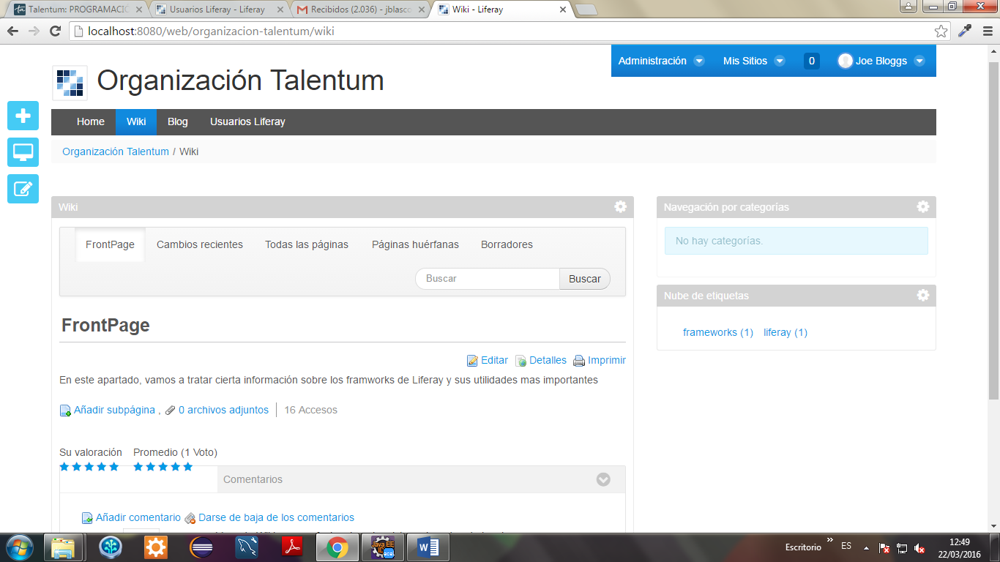 Talentum: PROGRAMACIÓ
Usuarios Liferay - Liferay
Recibidos (2.036) - jblasco
Wiki - Liferay
localhost:8080/web/organizacion-talentum/wiki
Administración
Mis Sitios
0
Joe Bloggs
Organización Talentum
Home
Wiki
Blog
Usuarios Liferay
Organización Talentum / Wiki
Wiki
FrontPage
Cambios recientes
Todas las páginas
Páginas huérfanas
Borradores
Buscar
Buscar
FrontPage
Editar
Detalles
Imprimir
En este apartado, vamos a tratar cierta información sobre los framworks de Liferay y sus utilidades mas importantes
Añadir subpágina ,
0 archivos adjuntos
16 Accesos
Su valoración
Promedio (1 Voto)
Comentarios
Añadir comentario
Darse de baja de los comentarios
Navegación por categorías
No hay categorías.
Nube de etiquetas
frameworks (1)
liferay (1)
Java EE
IDE
Escritorio
ES
12:49
22/03/2016